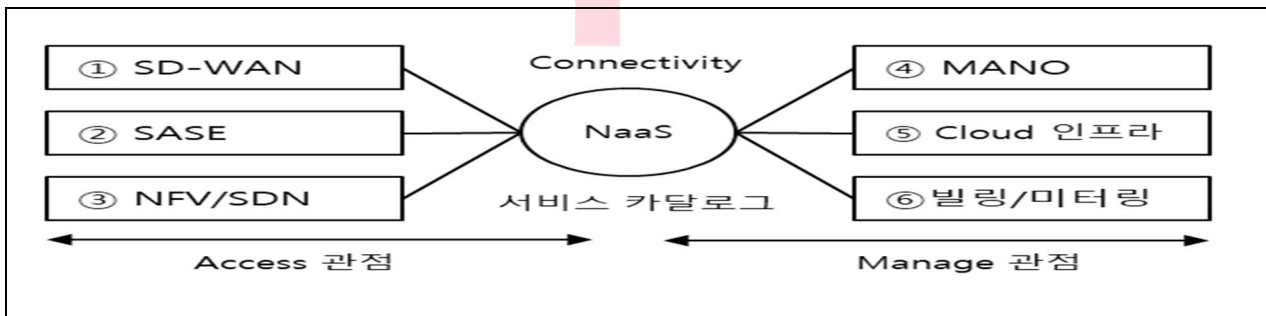 ① SD-WAN
② SASE
③ NFV/SDN
Connectivity
NaaS
서비스 카달로그
④ MANO
⑤ Cloud 인프라
⑥빌링/미터링
Access 관점
Manage 관점